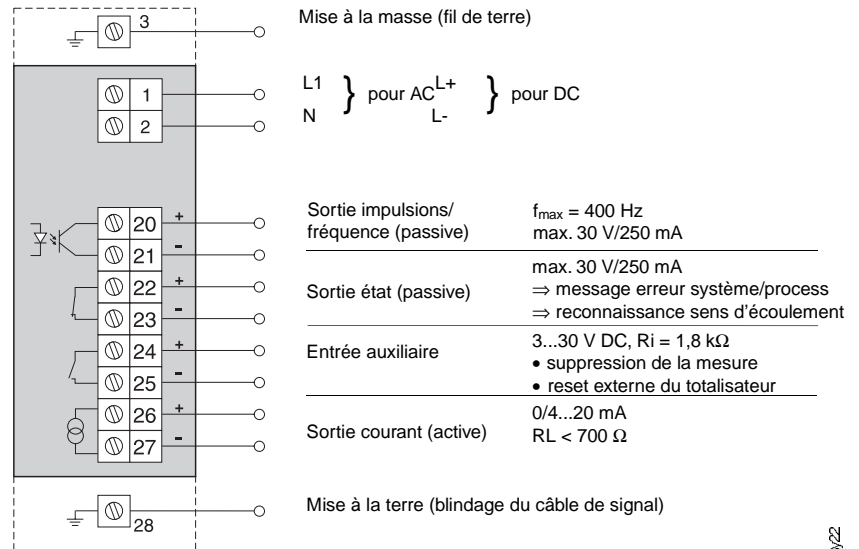 3 Mise à la masse (fil de terre)
1 L1 } pour AC L+ } pour DC
2 N L-
20 + Sortie impulsions/ fmax = 400 Hz
21 - fréquence (passive) max. 30 V/250 mA
22 + max. 30 V/250 mA
Sortie état (passive) ⇒ message erreur système/process
23 - ⇒ reconnaissance sens d'écoulement
24 + Entrée auxiliaire 3...30 V DC, Ri = 1,8 kΩ
• suppression de la mesure
25 - • reset externe du totalisateur
26 + 0/4...20 mA
Sortie courant (active) RL < 700 Ω
27 -
28 Mise à la terre (blindage du câble de signal)